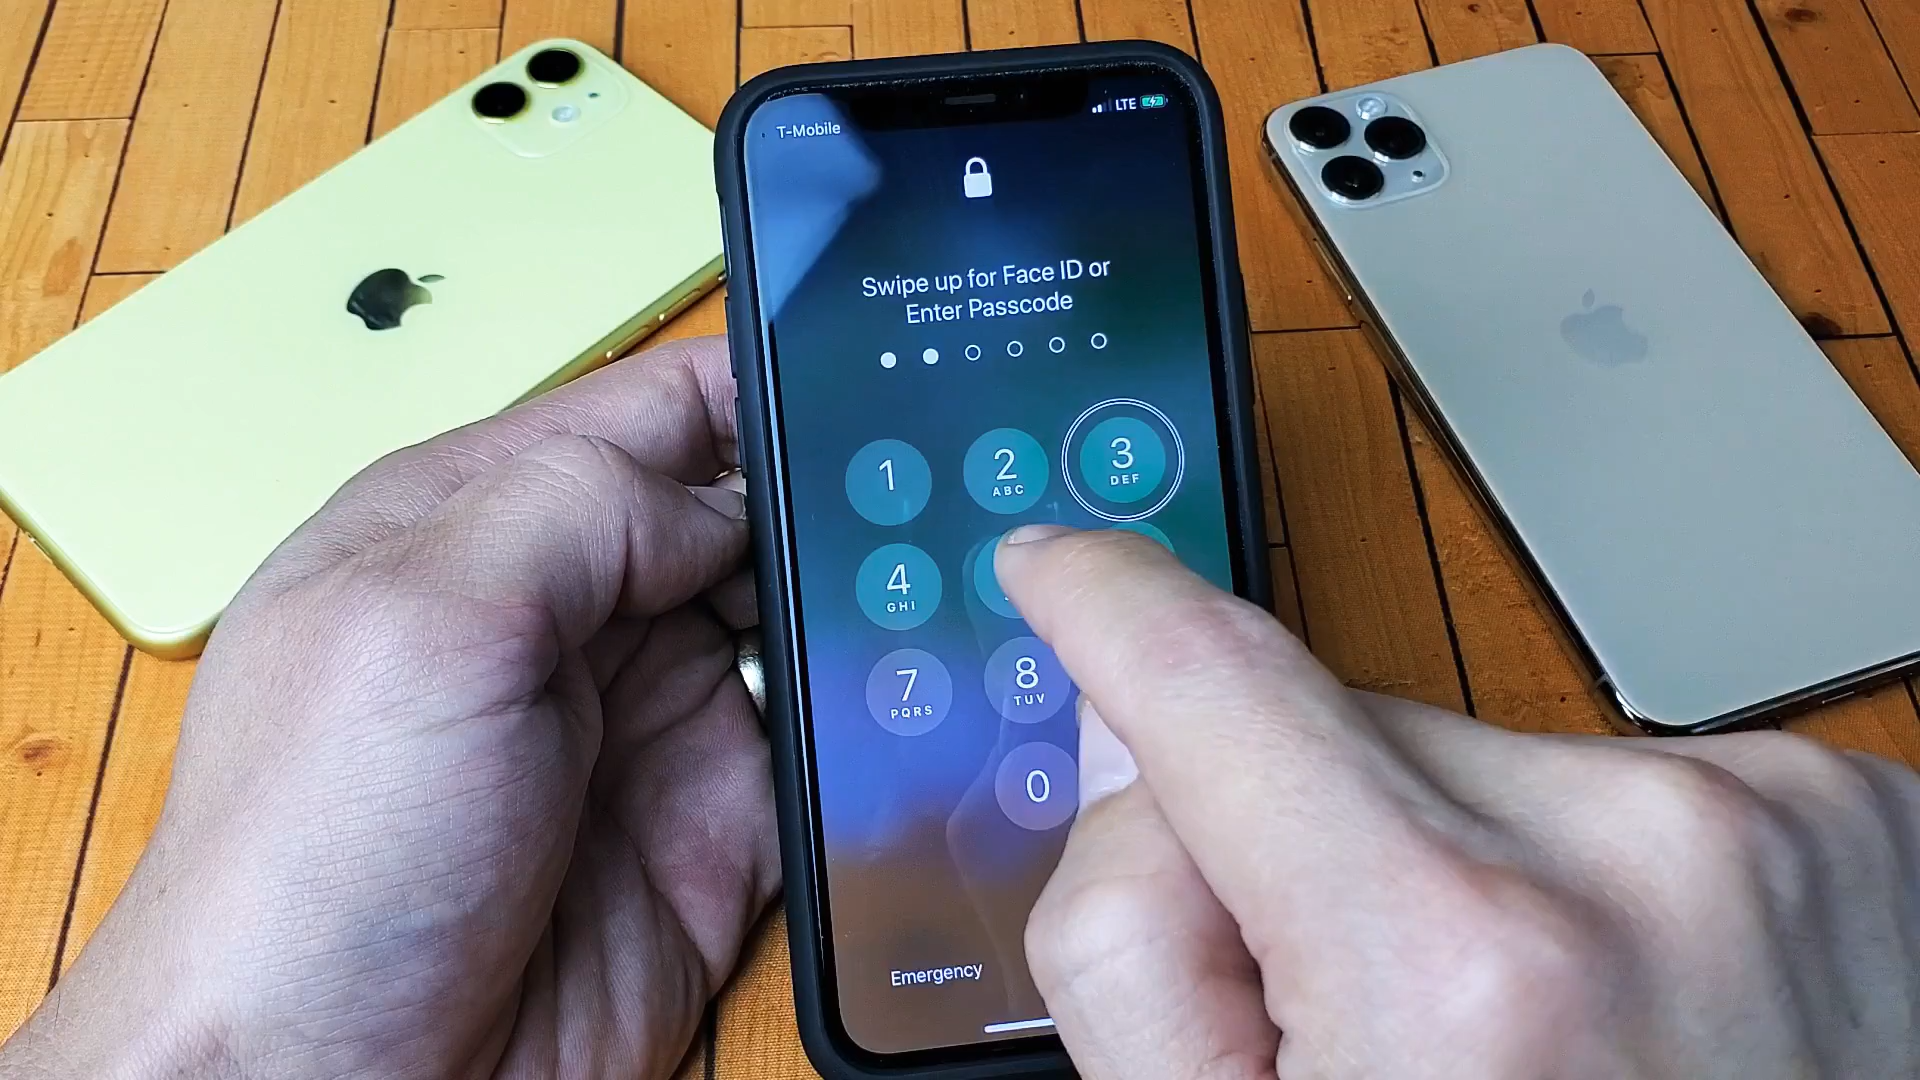 T-Mobile
LTE
Swipe up for Face ID or
Enter Passcode
1
2
ABC
3
DEF
4
GHI
7
PQRS
8
TUV
0
Emergency